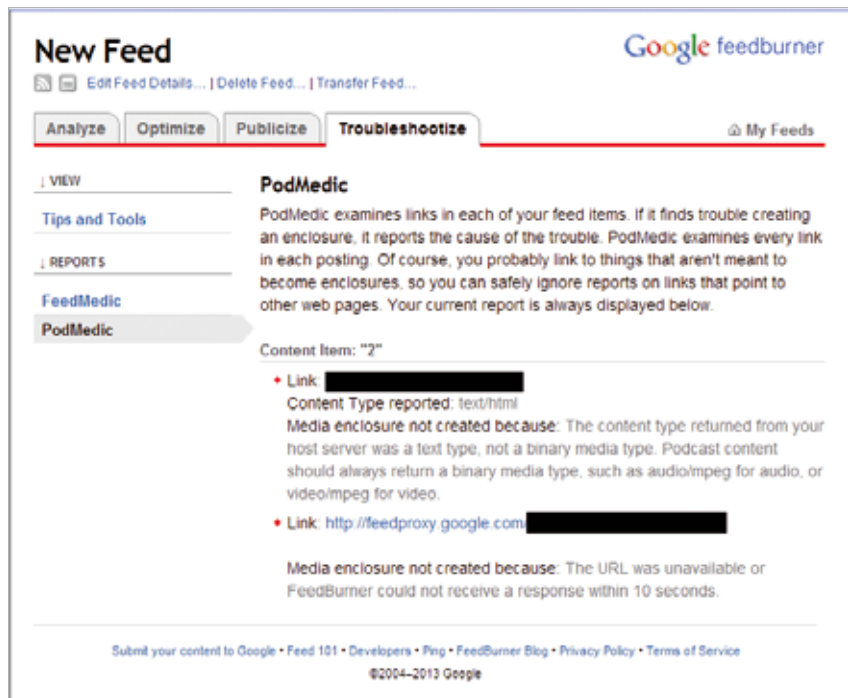 New Feed
Google feedburner
Edit Feed Details... | Delete Feed... | Transfer Feed...
Analyze Optimize Publicize Troubleshootize My Feeds
↓ VIEW
Tips and Tools
↓ REPORTS
FeedMedic
PodMedic
PodMedic
PodMedic examines links in each of your feed items. If it finds trouble creating
an enclosure, it reports the cause of the trouble. PodMedic examines every link
in each posting. Of course, you probably link to things that aren't meant to
become enclosures, so you can safely ignore reports on links that point to
other web pages. Your current report is always displayed below.
Content Item: "2"
Link:
Content Type reported: text/html
Media enclosure not created because: The content type returned from your
host server was a text type, not a binary media type. Podcast content
should always return a binary media type, such as audio/mpeg for audio, or
video/mpeg for video.
Link: http://feedproxy.google.com/
Media enclosure not created because: The URL was unavailable or
FeedBurner could not receive a response within 10 seconds.
Submit your content to Google • Feed 101 • Developers • Ping • FeedBurner Blog • Privacy Policy • Terms of Service
©2004–2013 Google